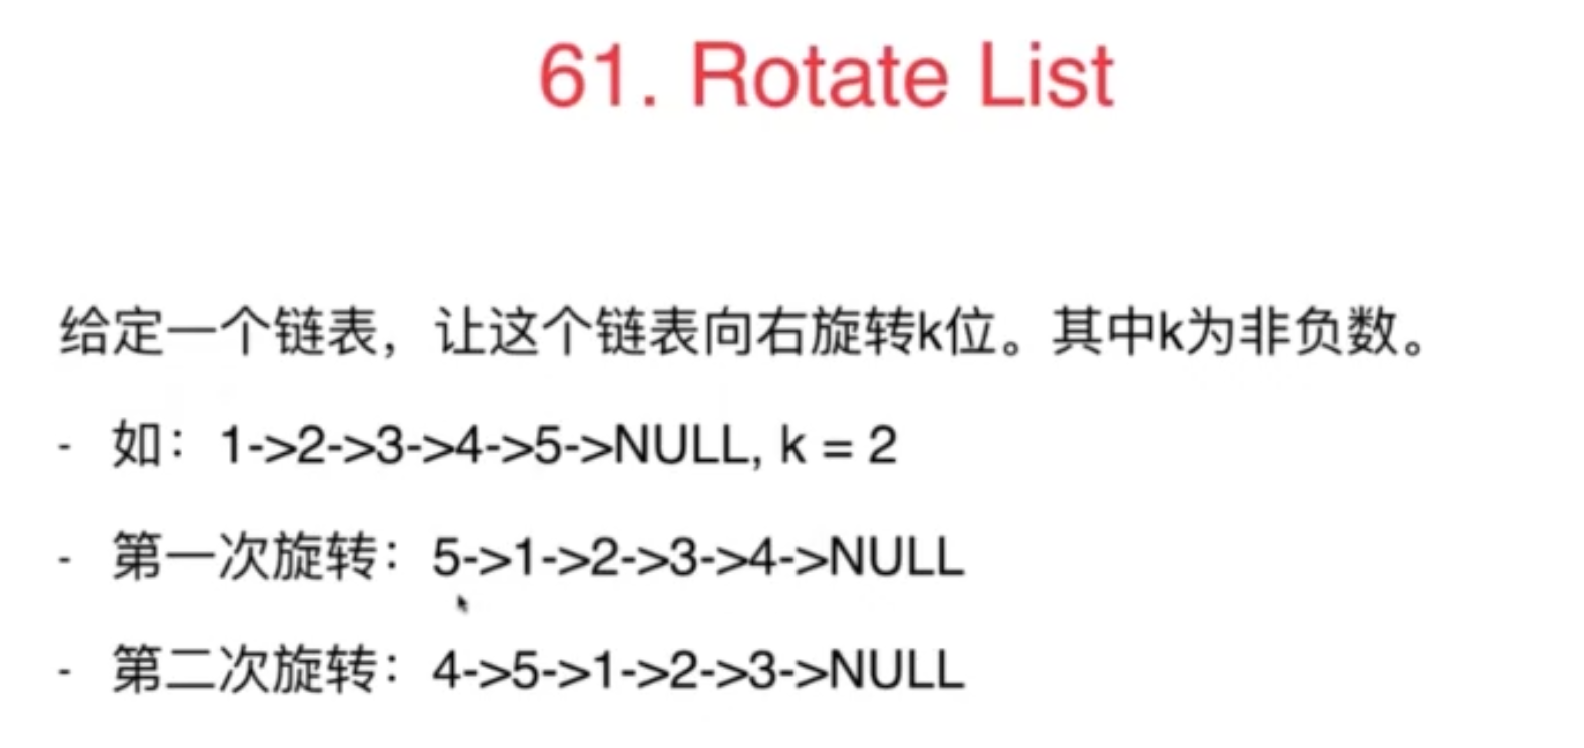 61. Rotate List
给定一个链表，让这个链表向右旋转k位。其中k为非负数。
- 如：1->2->3->4->5->NULL, k = 2
- 第一次旋转：5->1->2->3->4->NULL
- 第二次旋转：4->5->1->2->3->NULL